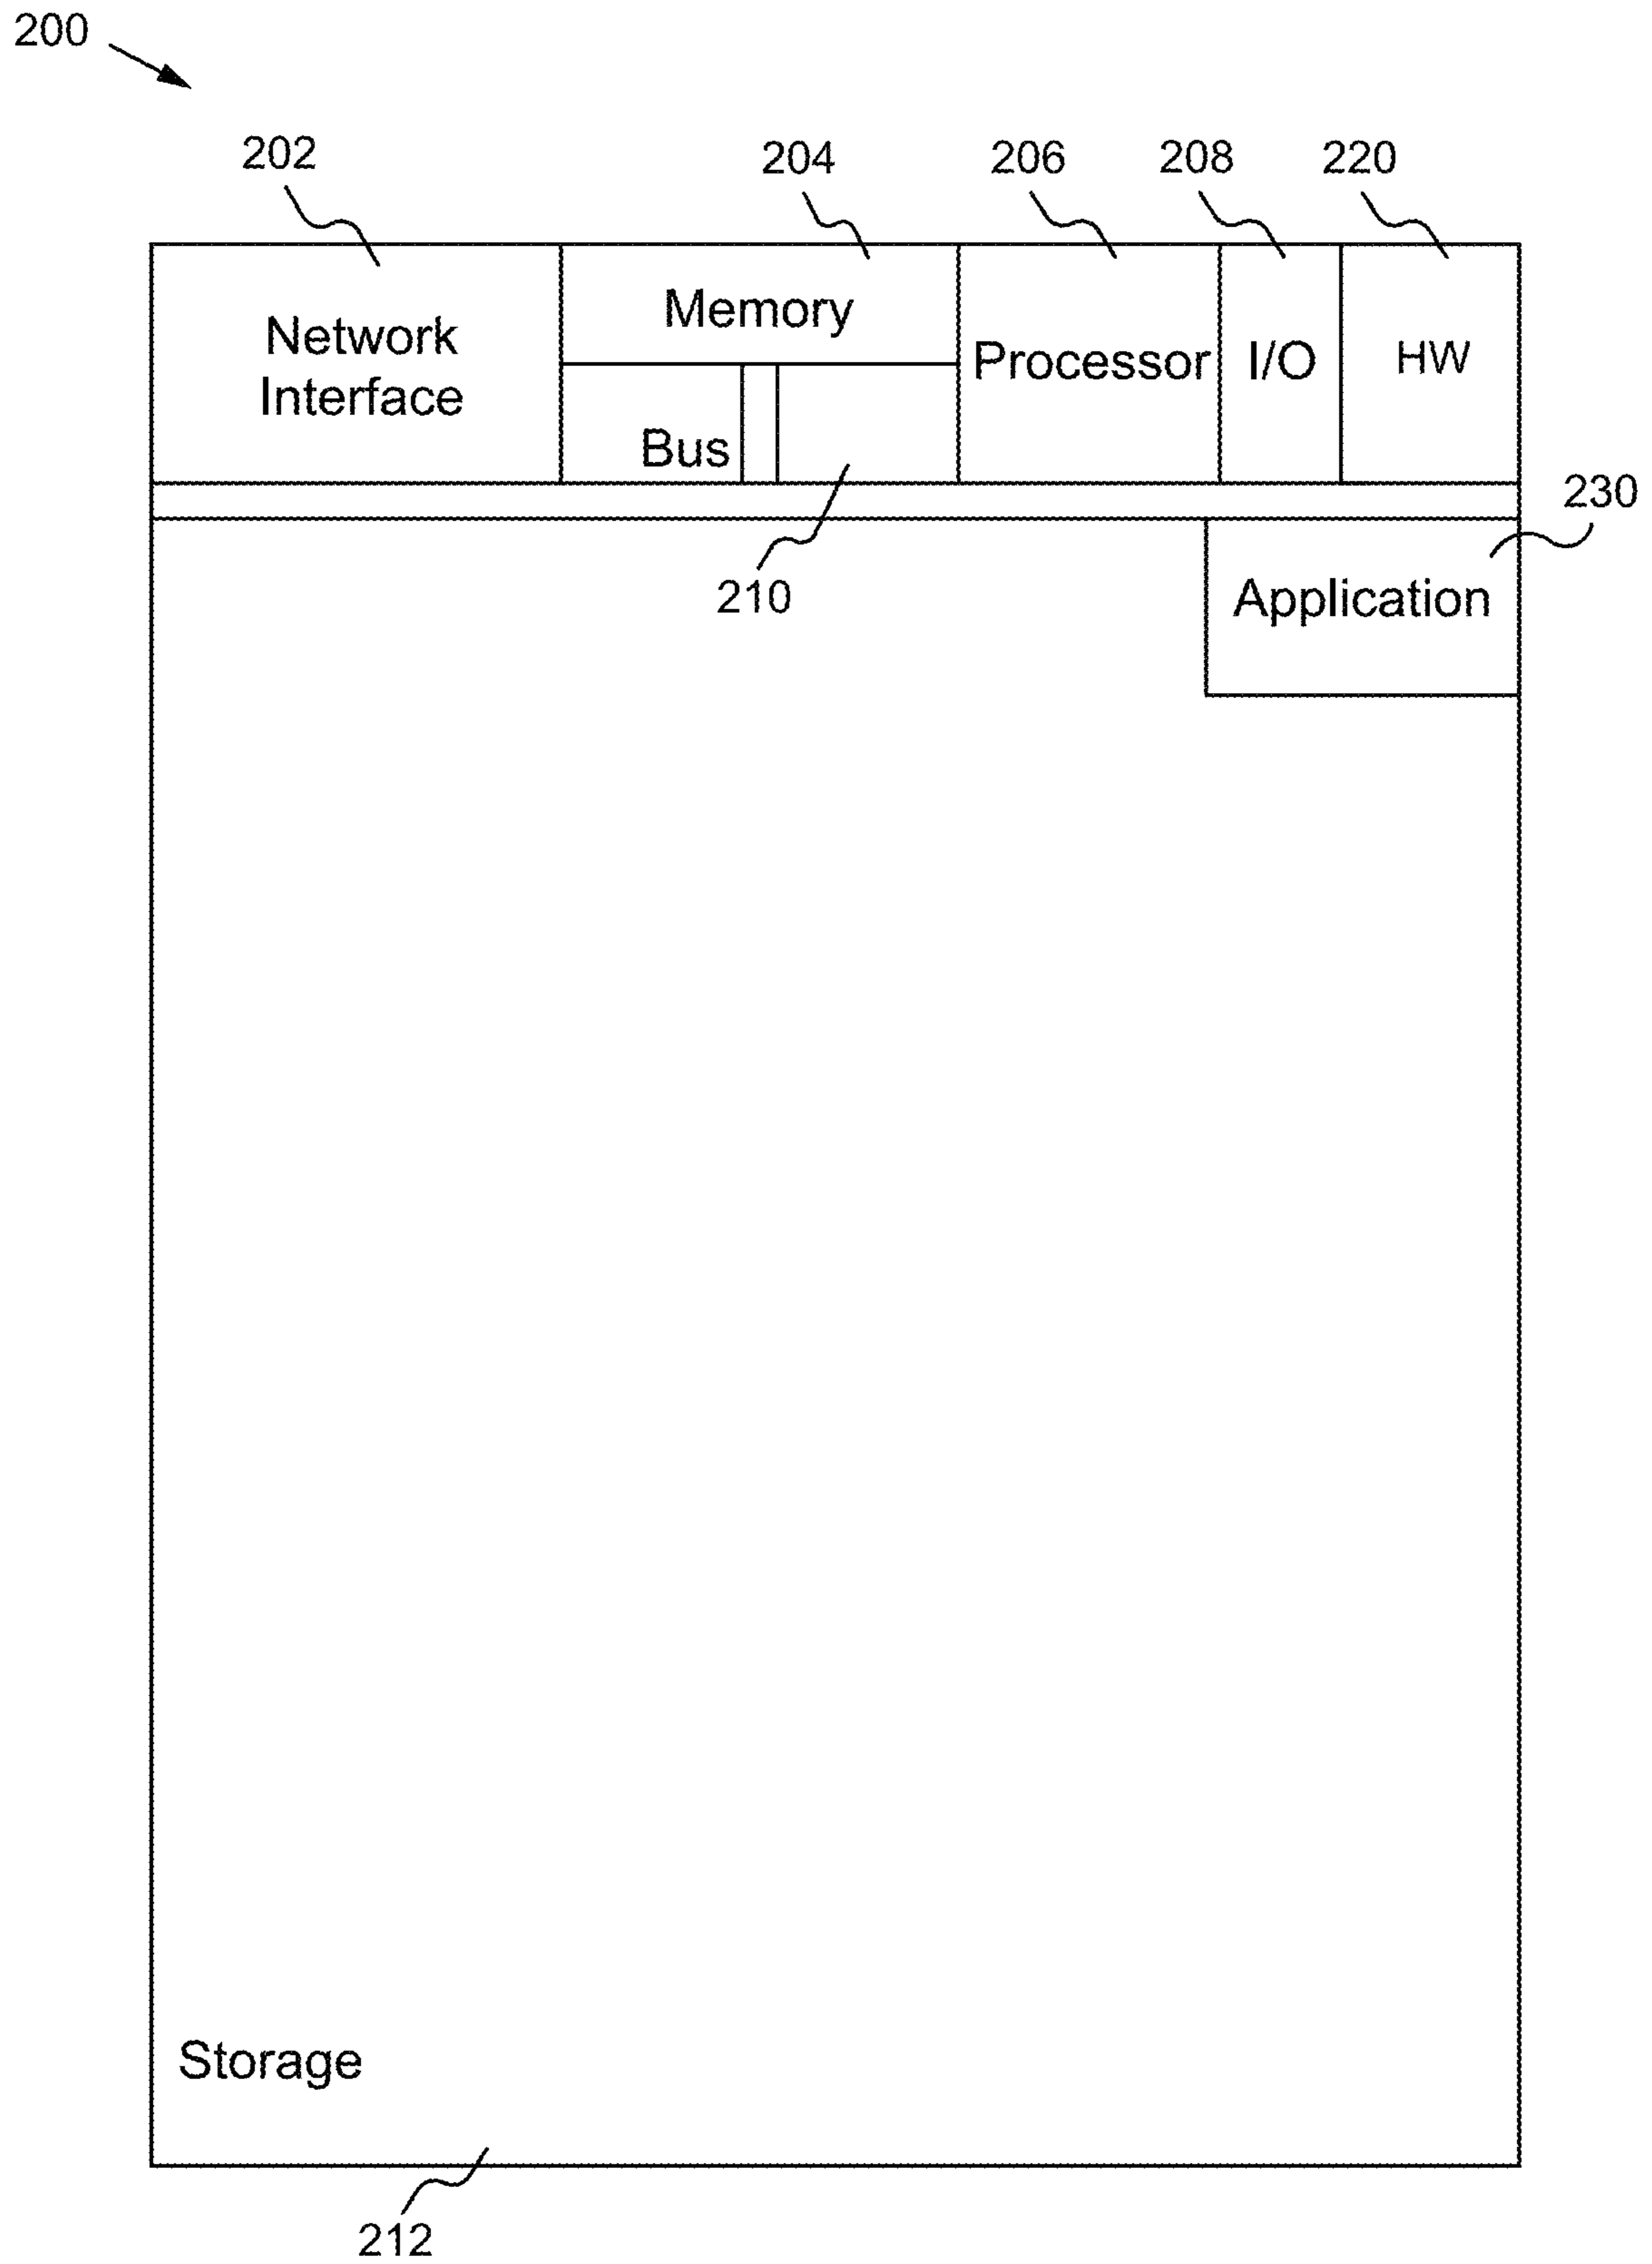 200
202
204
206
208
220
Network
Interface
Memory
Processor
I/O
HW
Bus
230
210
Application
Storage
212